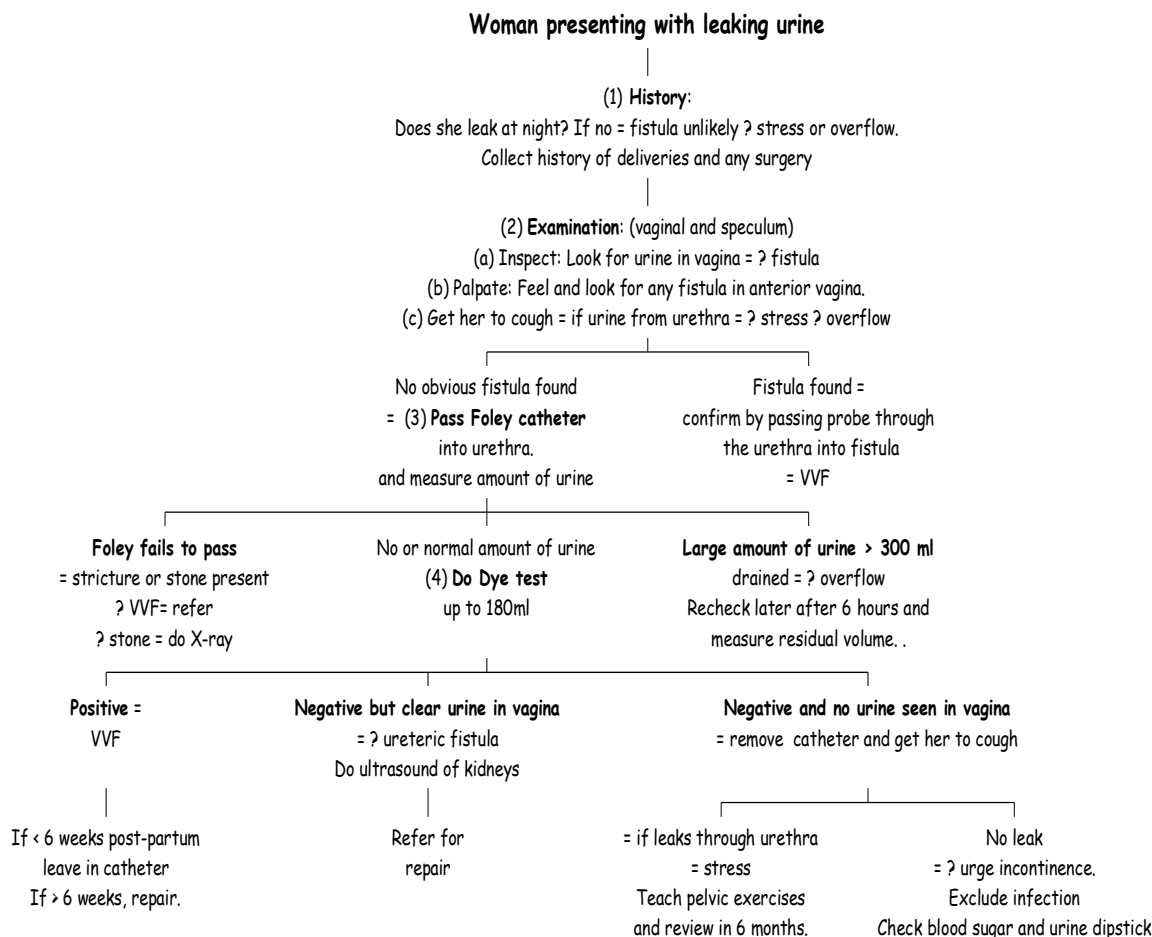 Woman presenting with leaking urine
(1) History:
Does she leak at night? If no = fistula unlikely ? stress or overflow.
Collect history of deliveries and any surgery
(2) Examination: (vaginal and speculum)
(a) Inspect: Look for urine in vagina = ? fistula
(b) Palpate: Feel and look for any fistula in anterior vagina.
(c) Get her to cough = if urine from urethra = ? stress ? overflow
No obvious fistula found
= (3) Pass Foley catheter
into urethra.
and measure amount of urine
Fistula found =
confirm by passing probe through
the urethra into fistula
= VVF
Foley fails to pass
= stricture or stone present
? VVF= refer
? stone = do X-ray
No or normal amount of urine
(4) Do Dye test
up to 180ml
Large amount of urine > 300 ml
drained = ? overflow
Recheck later after 6 hours and
measure residual volume. .
Positive =
VVF
Negative but clear urine in vagina
= ? ureteric fistula
Do ultrasound of kidneys
Negative and no urine seen in vagina
= remove catheter and get her to cough
If < 6 weeks post-partum
leave in catheter
If > 6 weeks, repair.
Refer for
repair
= if leaks through urethra
= stress
Teach pelvic exercises
and review in 6 months.
No leak
= ? urge incontinence.
Exclude infection
Check blood sugar and urine dipstick